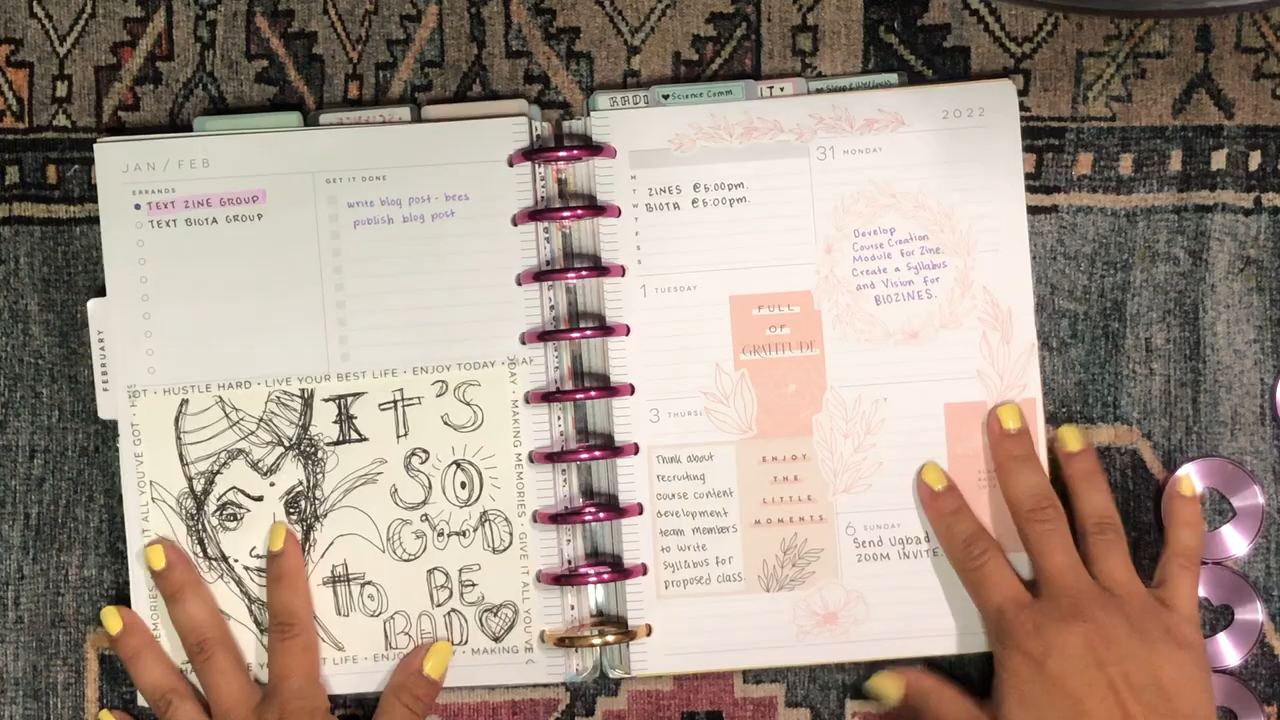 ♥Science Comm.
IT♥
JAN / FEB
2022
ERRANDS
TEXT ZINE GROUP
TEXT BIOTA GROUP
GET IT DONE
write blog post - bees
publish blog post
FEBRUARY
HUSTLE HARD • LIVE YOUR BEST LIFE • ENJOY TODAY
MAKING MEMORIES
IT'S
SO
GOOD
TO BE
BAD
M
T
W
T
F
S
S
ZINES @ 5:00pm.
BIOTA @ 5:00pm.
31 MONDAY
Develop
Course Creation
Module for Zine.
Create a Syllabus
and Vision for
BIOZINES.
1 TUESDAY
FULL
OF
GRATITUDE
3 THURS
Think about
recruiting
course content
development
team members
to write
syllabus for
proposed class.
ENJOY
THE
LITTLE
MOMENTS
6 SUNDAY
Send Ugbad
ZOOM INVITE.